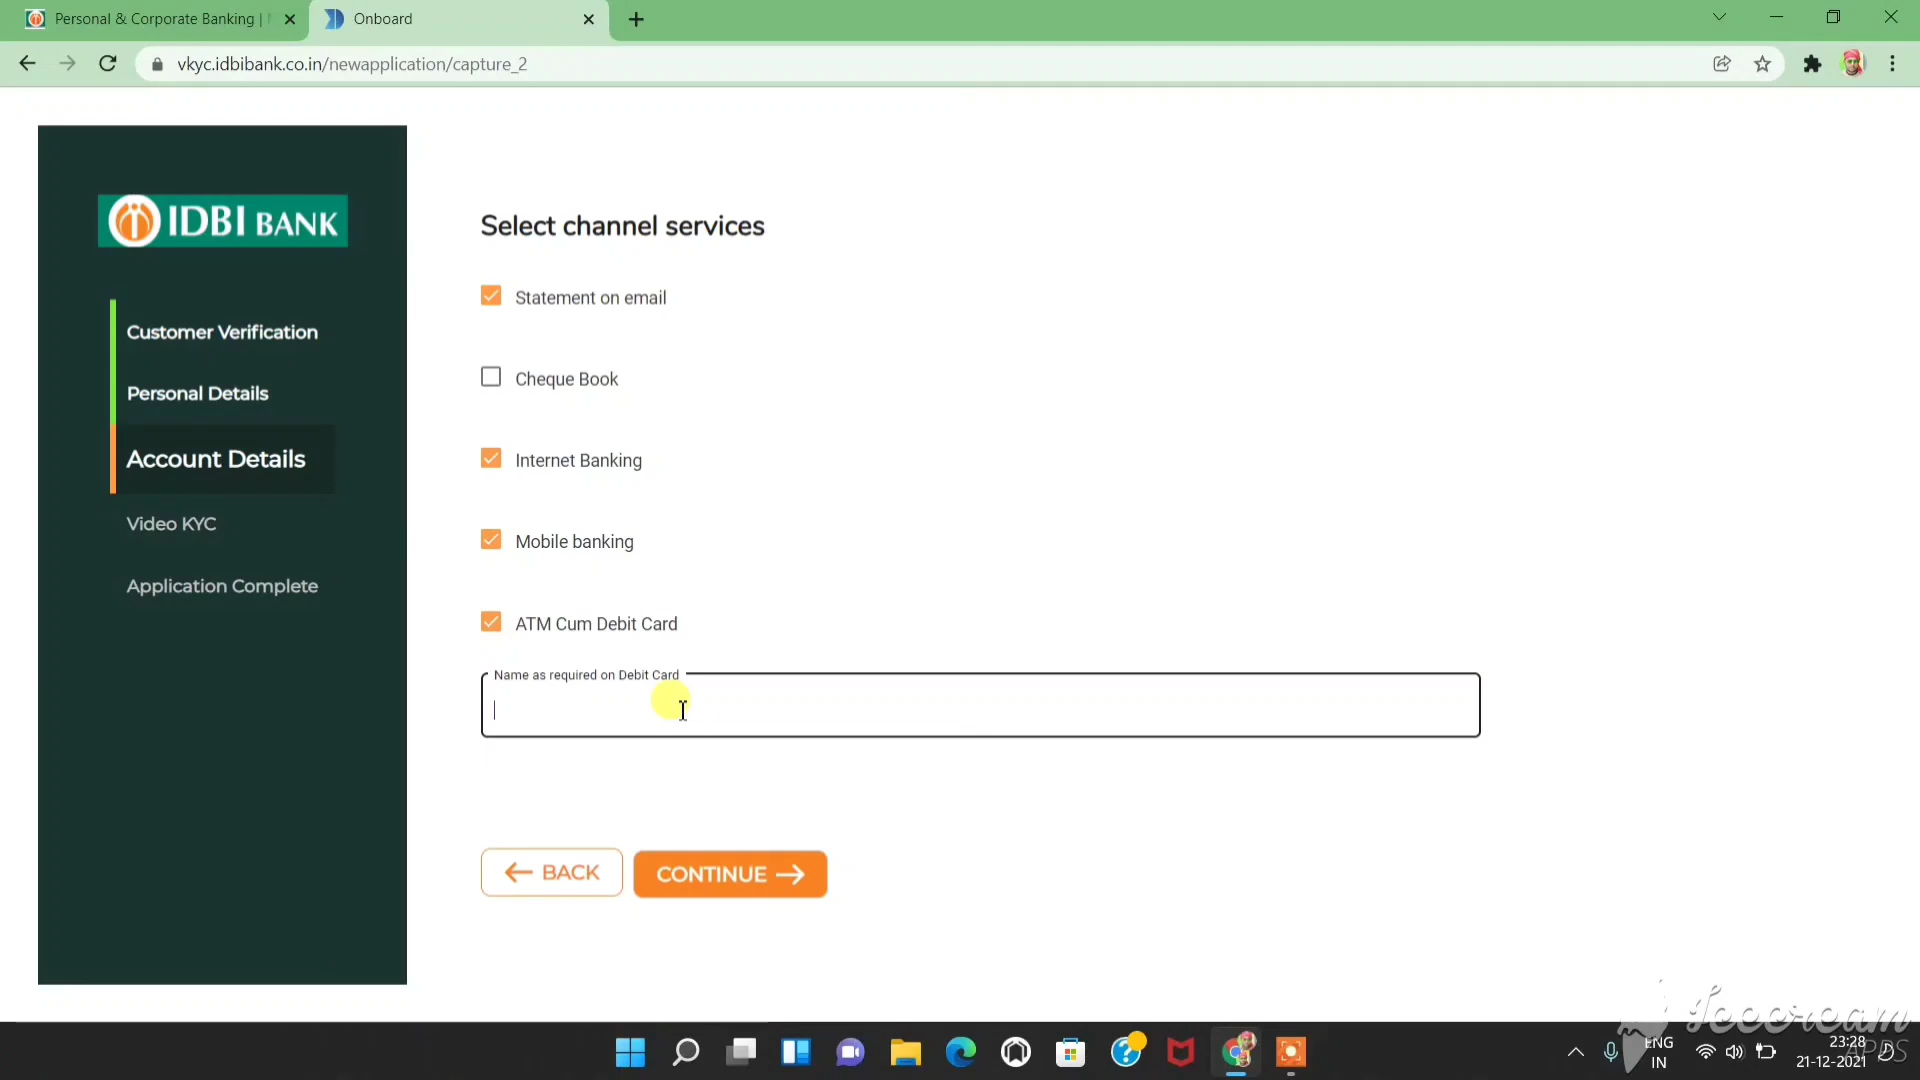 Personal & Corporate Banking |
Onboard
vkyc.idbibank.co.in/newapplication/capture_2
IDBI BANK
Customer Verification
Personal Details
Account Details
Video KYC
Application Complete
Select channel services
Statement on email
Cheque Book
Internet Banking
Mobile banking
ATM Cum Debit Card
Name as required on Debit Card
BACK
CONTINUE
Icecream
APPS
ENG
IN
23:28
21-12-2021